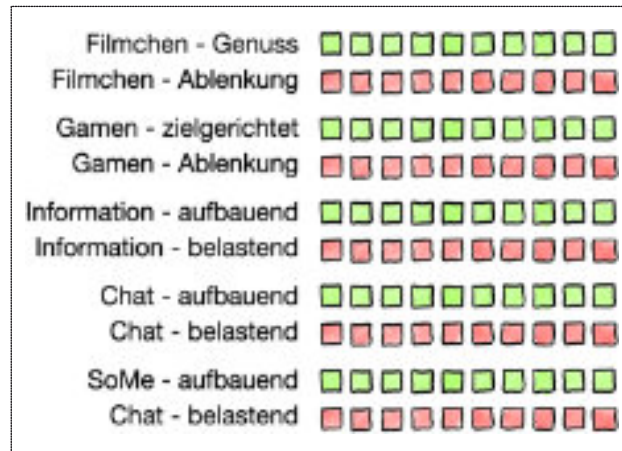 Filmchen - Genuss
Filmchen - Ablenkung
Gamen - zielgerichtet
Gamen - Ablenkung
Information - aufbauend
Information - belastend
Chat - aufbauend
Chat - belastend
SoMe - aufbauend
Chat - belastend